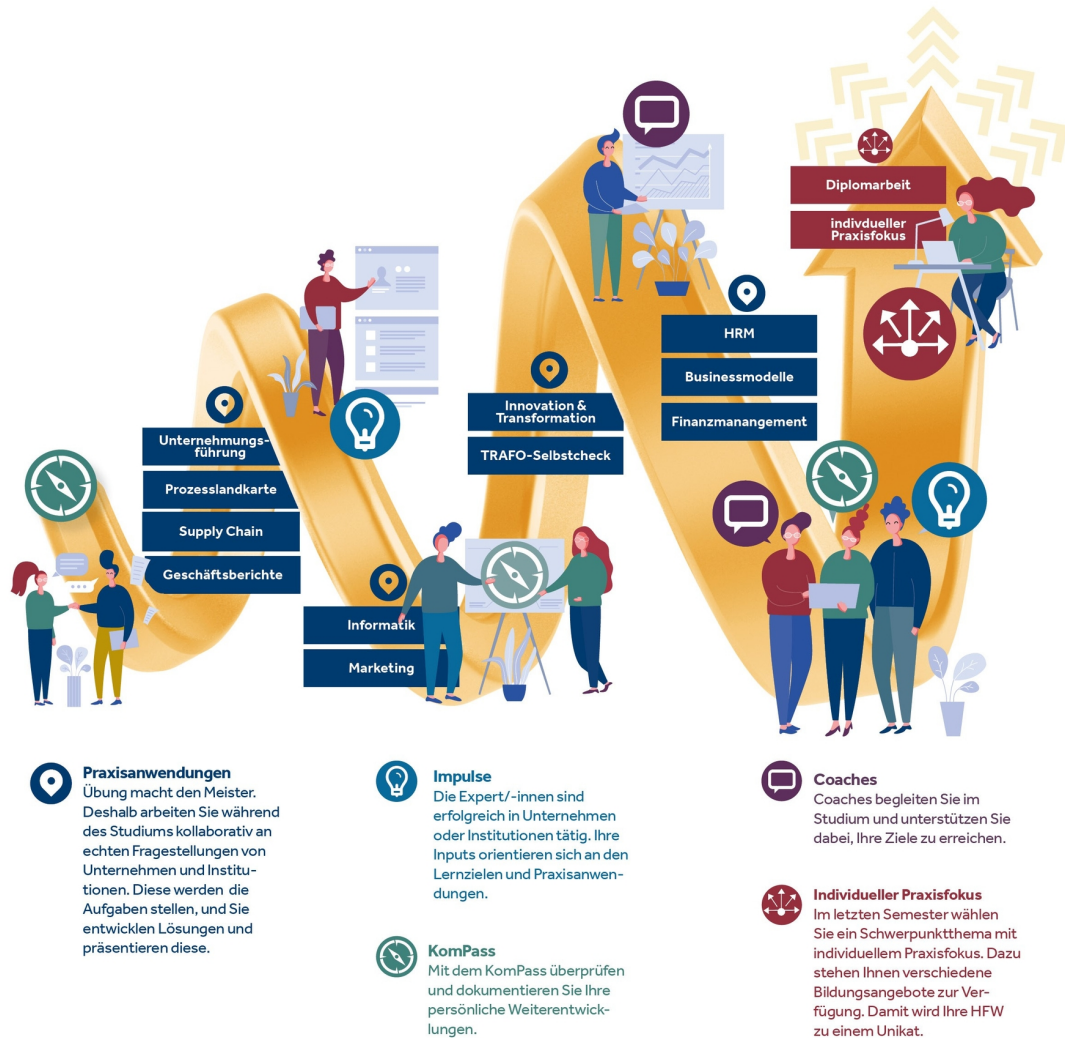 Diplomarbeit
indivdueller
Praxisfokus
HRM
Businessmodelle
Finanzmanangement
Innovation &
Transformation
TRAFO-Selbstcheck
Unternehmungs-
führung
Prozesslandkarte
Supply Chain
Geschäftsberichte
Informatik
Marketing
Praxisanwendungen
Übung macht den Meister.
Deshalb arbeiten Sie während
des Studiums kollaborativ an
echten Fragestellungen von
Unternehmen und Institu-
tionen. Diese werden die
Aufgaben stellen, und Sie
entwicklen Lösungen und
präsentieren diese.
Impulse
Die Expert/-innen sind
erfolgreich in Unternehmen
oder Institutionen tätig. Ihre
Inputs orientieren sich an den
Lernzielen und Praxisanwen-
dungen.
KomPass
Mit dem KomPass überprüfen
und dokumentieren Sie Ihre
persönliche Weiterentwick-
lungen.
Coaches
Coaches begleiten Sie im
Studium und unterstützen Sie
dabei, Ihre Ziele zu erreichen.
Individueller Praxisfokus
Im letzten Semester wählen
Sie ein Schwerpunktthema mit
individuellem Praxisfokus. Dazu
stehen Ihnen verschiedene
Bildungsangebote zur Ver-
fügung. Damit wird Ihre HFW
zu einem Unikat.